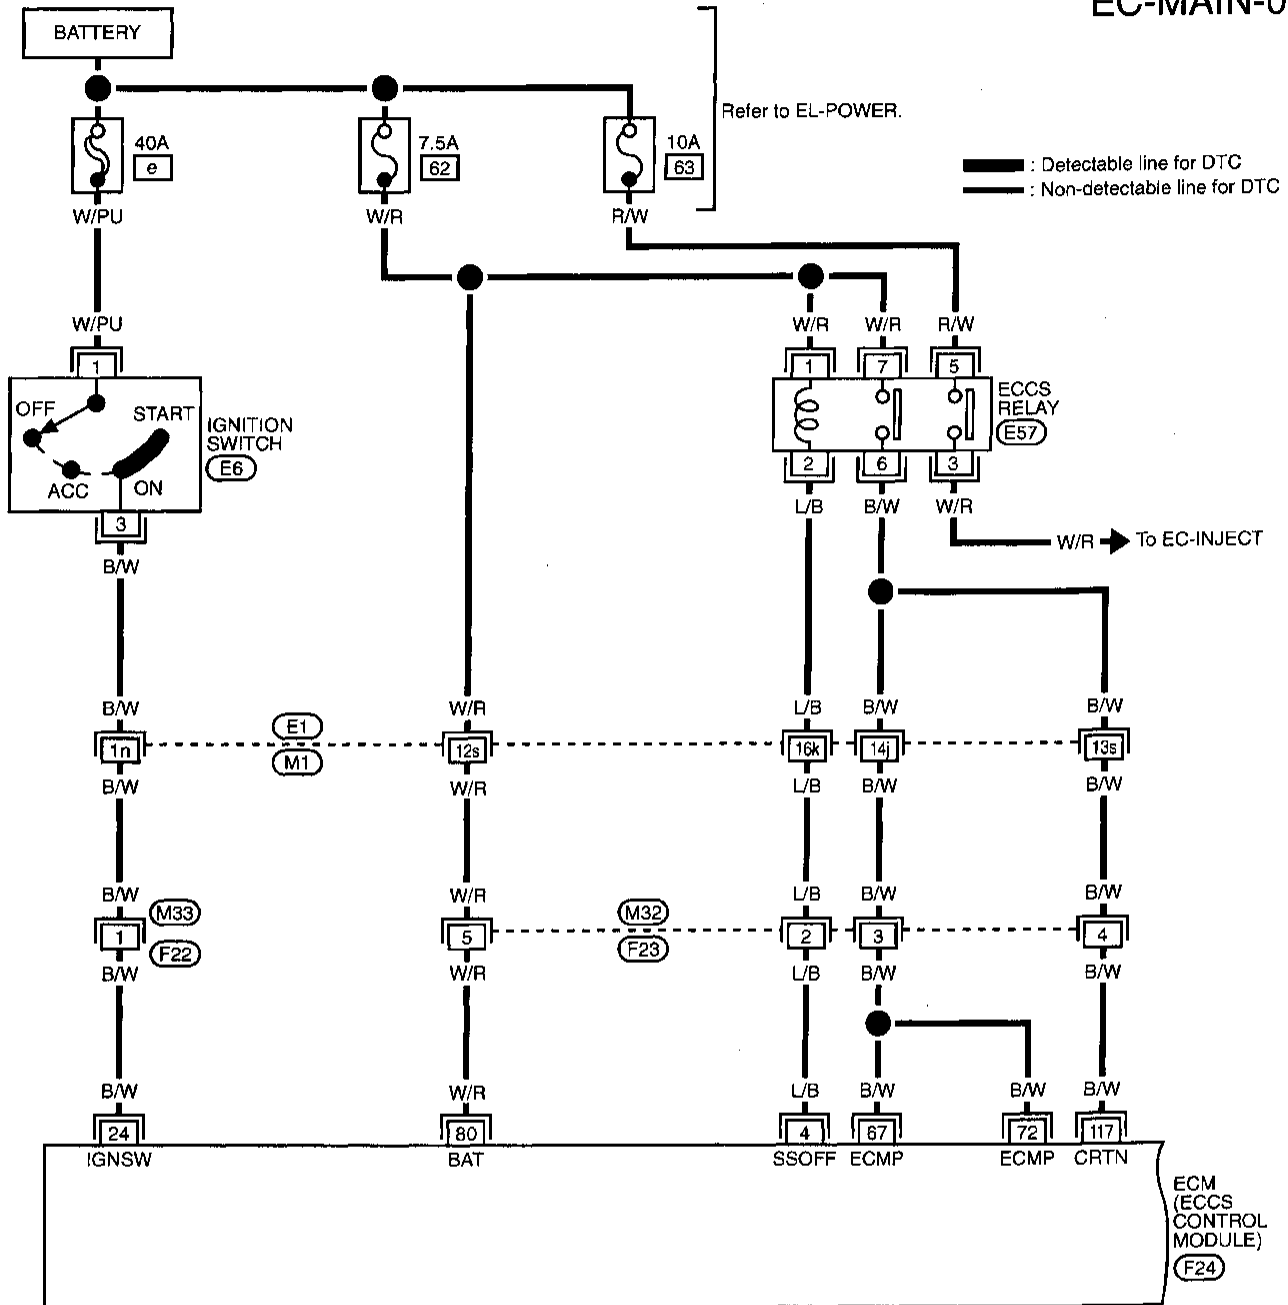 EC-MAIN-0
BATTERY
Refer to EL-POWER.
40A
e
7.5A
62
10A
63
: Detectable line for DTC
: Non-detectable line for DTC
W/PU
W/R
R/W
W/PU
W/R
W/R
R/W
1
1
7
5
OFF
START
ACC
ON
IGNITION
SWITCH
E6
ECCS
RELAY
E57
3
2
6
3
B/W
L/B
B/W
W/R
W/R
To EC-INJECT
B/W
W/R
L/B
B/W
B/W
E1
M1
1n
12s
16k
14j
13s
B/W
W/R
L/B
B/W
B/W
B/W
W/R
L/B
B/W
B/W
M33
F22
M32
F23
1
5
2
3
4
B/W
W/R
L/B
B/W
B/W
B/W
W/R
L/B
B/W
B/W
B/W
24
80
4
67
72
117
IGNSW
BAT
SSOFF
ECMP
ECMP
CRTN
ECM
(ECCS
CONTROL
MODULE)
F24